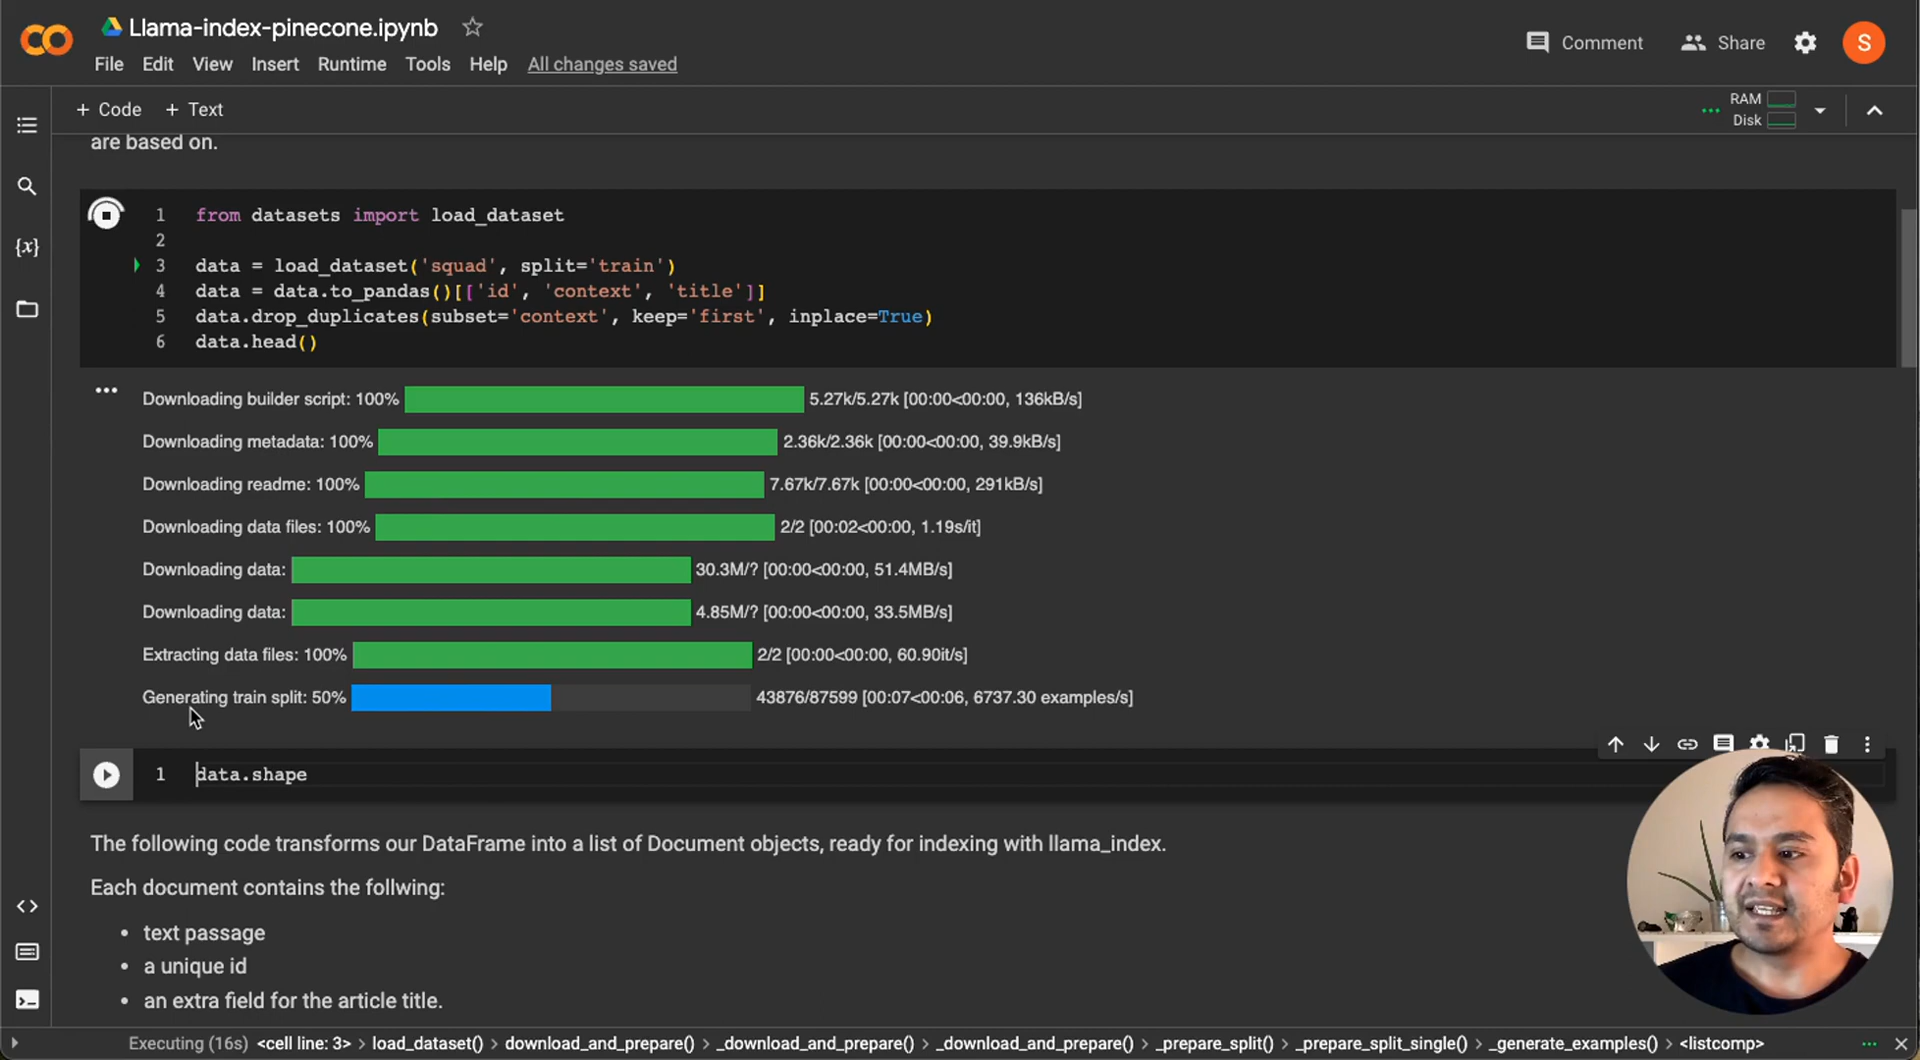 Llama-index-pinecone.ipynb
Comment Share S
File Edit View Insert Runtime Tools Help All changes saved
+ Code + Text
RAM
Disk
are based on.
{x}
1 from datasets import load_dataset
2
3 data = load_dataset('squad', split='train')
4 data = data.to_pandas()[['id', 'context', 'title']]
5 data.drop_duplicates(subset='context', keep='first', inplace=True)
6 data.head()
Downloading builder script: 100% 5.27k/5.27k [00:00<00:00, 136kB/s]
Downloading metadata: 100% 2.36k/2.36k [00:00<00:00, 39.9kB/s]
Downloading readme: 100% 7.67k/7.67k [00:00<00:00, 291kB/s]
Downloading data files: 100% 2/2 [00:02<00:00, 1.19s/it]
Downloading data: 30.3M/? [00:00<00:00, 51.4MB/s]
Downloading data: 4.85M/? [00:00<00:00, 33.5MB/s]
Extracting data files: 100% 2/2 [00:00<00:00, 60.90it/s]
Generating train split: 50% 43876/87599 [00:07<00:06, 6737.30 examples/s]
1 data.shape
The following code transforms our DataFrame into a list of Document objects, ready for indexing with llama_index.
Each document contains the follwing:
• text passage
• a unique id
• an extra field for the article title.
Executing (16s) <cell line: 3> > load_dataset() > download_and_prepare() > _download_and_prepare() > _download_and_prepare() > _prepare_split() > _prepare_split_single() > _generate_examples() > <listcomp>